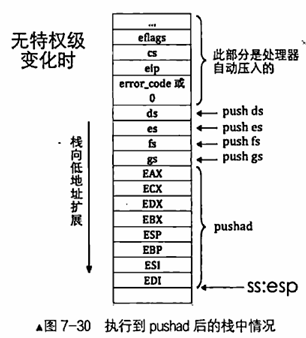 无特权级
变化时
...
eflags
cs
eip
error_code 或
0
ds
es
fs
gs
EAX
ECX
EDX
EBX
ESP
EBP
ESI
EDI
此部分是处理器
自动压入的
push ds
push es
push fs
push gs
pushad
ss:esp
栈向低地址扩展
▲图 7-30 执行到 pushad 后的栈中情况